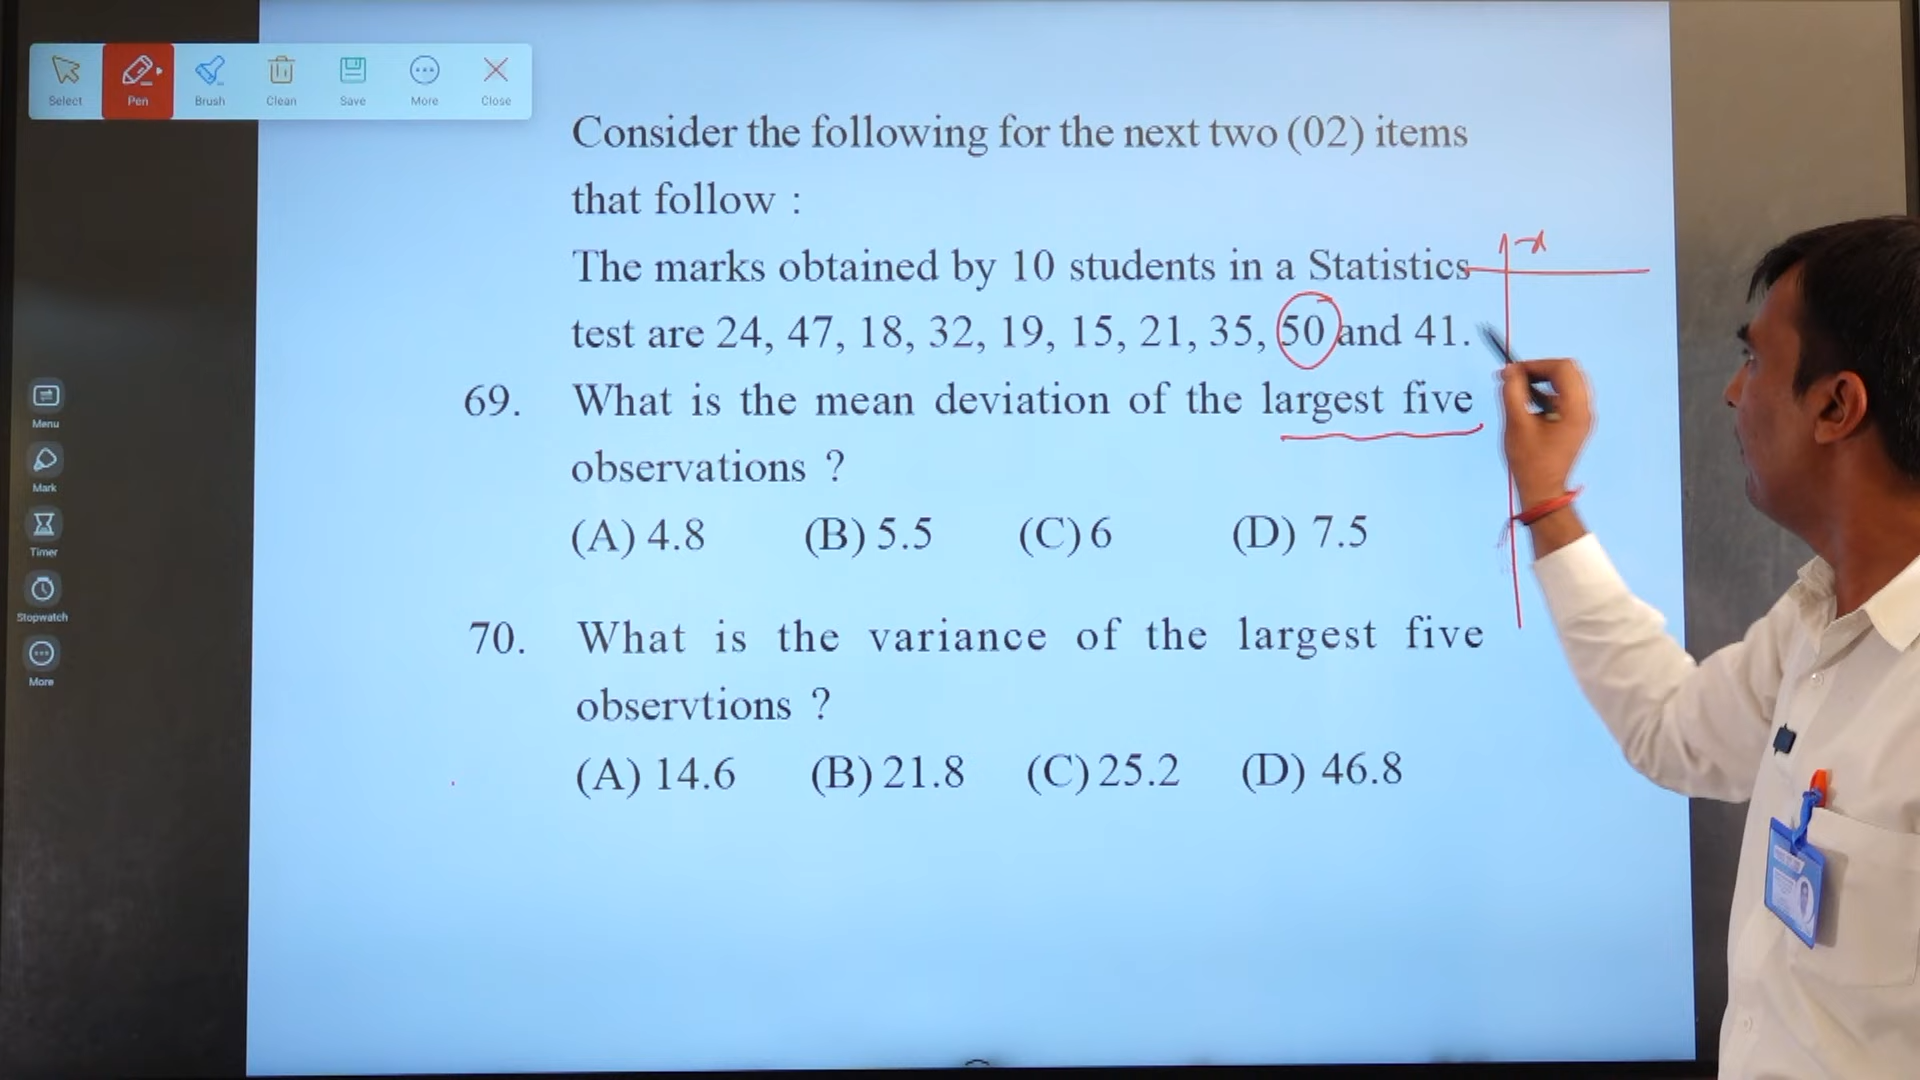 Select Pen Brush Clean Save More Close
Consider the following for the next two (02) items
that follow :
The marks obtained by 10 students in a Statistics
test are 24, 47, 18, 32, 19, 15, 21, 35, 50 and 41.
69. What is the mean deviation of the largest five
observations ?
(A) 4.8 (B) 5.5 (C) 6 (D) 7.5
70. What is the variance of the largest five
observtions ?
(A) 14.6 (B) 21.8 (C) 25.2 (D) 46.8
Menu
Mark
Timer
Stopwatch
More